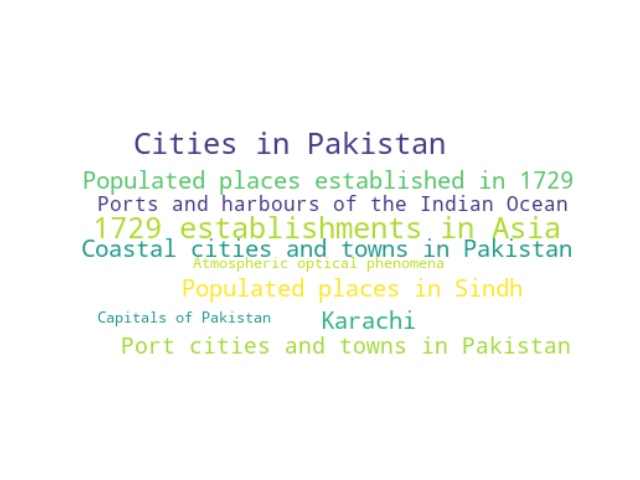 Cities in Pakistan
Populated places established in 1729
Ports and harbours of the Indian Ocean
1729 establishments in Asia
Coastal cities and towns in Pakistan
Atmospheric optical phenomena
Populated places in Sindh
Capitals of Pakistan
Karachi
Port cities and towns in Pakistan